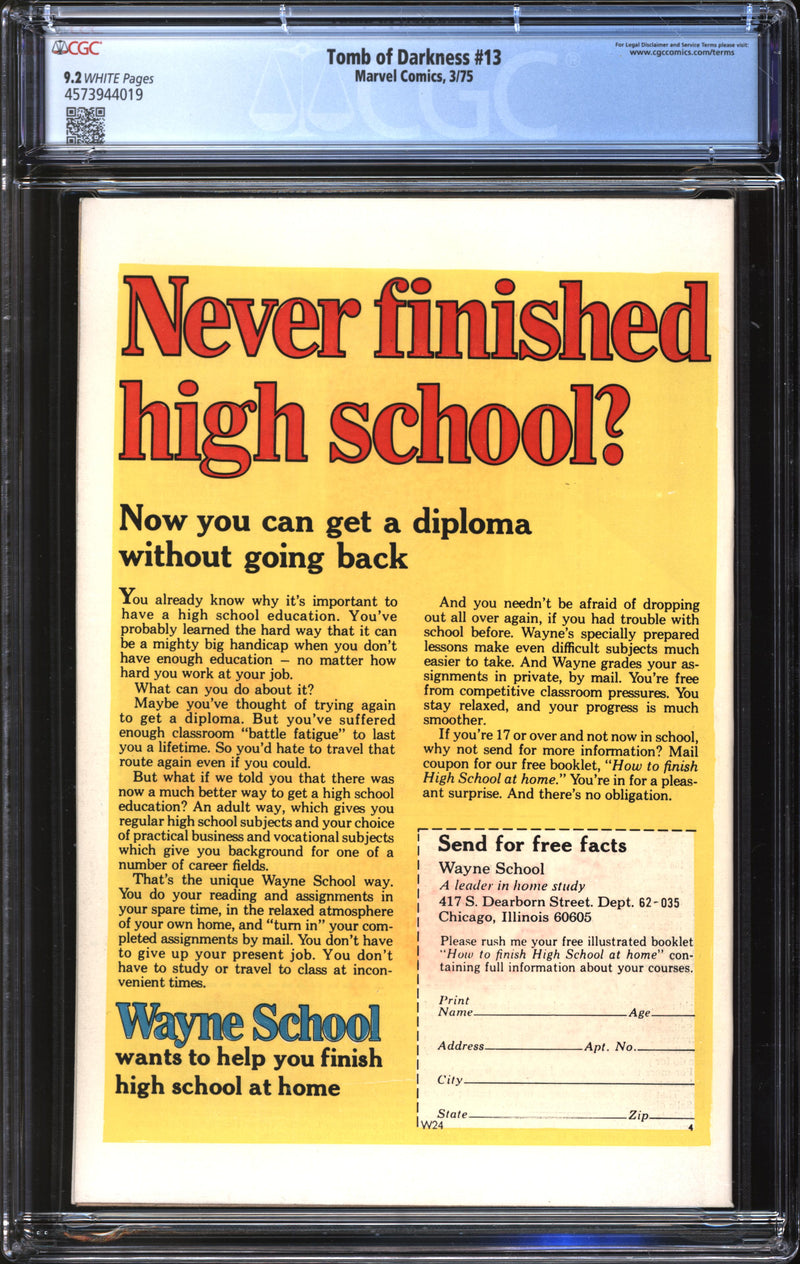 CGC
9.2 WHITE Pages
4573944019
Tomb of Darkness #13
Marvel Comics, 3/75
For Legal Disclaimer and Service Terms please visit:
www.cgccomics.com/terms
CGC
Never finished
high school?
Now you can get a diploma
without going back
You already know why it's important to
have a high school education. You've
probably learned the hard way that it can
be a mighty big handicap when you don't
have enough education – no matter how
hard you work at your job.
What can you do about it?
Maybe you've thought of trying again
to get a diploma. But you've suffered
enough classroom "battle fatigue" to last
you a lifetime. So you'd hate to travel that
route again even if you could.
But what if we told you that there was
now a much better way to get a high school
education? An adult way, which gives you
regular high school subjects and your choice
of practical business and vocational subjects
which give you background for one of a
number of career fields.
That's the unique Wayne School way.
You do your reading and assignments in
your spare time, in the relaxed atmosphere
of your own home, and "turn in" your com-
pleted assignments by mail. You don't have
to give up your present job. You don't
have to study or travel to class at incon-
venient times.
Wayne School
wants to help you finish
high school at home
And you needn't be afraid of dropping
out all over again, if you had trouble with
school before. Wayne's specially prepared
lessons make even difficult subjects much
easier to take. And Wayne grades your as-
signments in private, by mail. You're free
from competitive classroom pressures. You
stay relaxed, and your progress is much
smoother.
If you're 17 or over and not now in school,
why not send for more information? Mail
coupon for our free booklet, "How to finish
High School at home." You're in for a pleas-
ant surprise. And there's no obligation.
Send for free facts
Wayne School
A leader in home study
417 S. Dearborn Street. Dept. 62-035
Chicago, Illinois 60605
Please rush me your free illustrated booklet
"How to finish High School at home" con-
taining full information about your courses.
Print
Name Age
Address Apt. No.
City
State Zip
W24 4